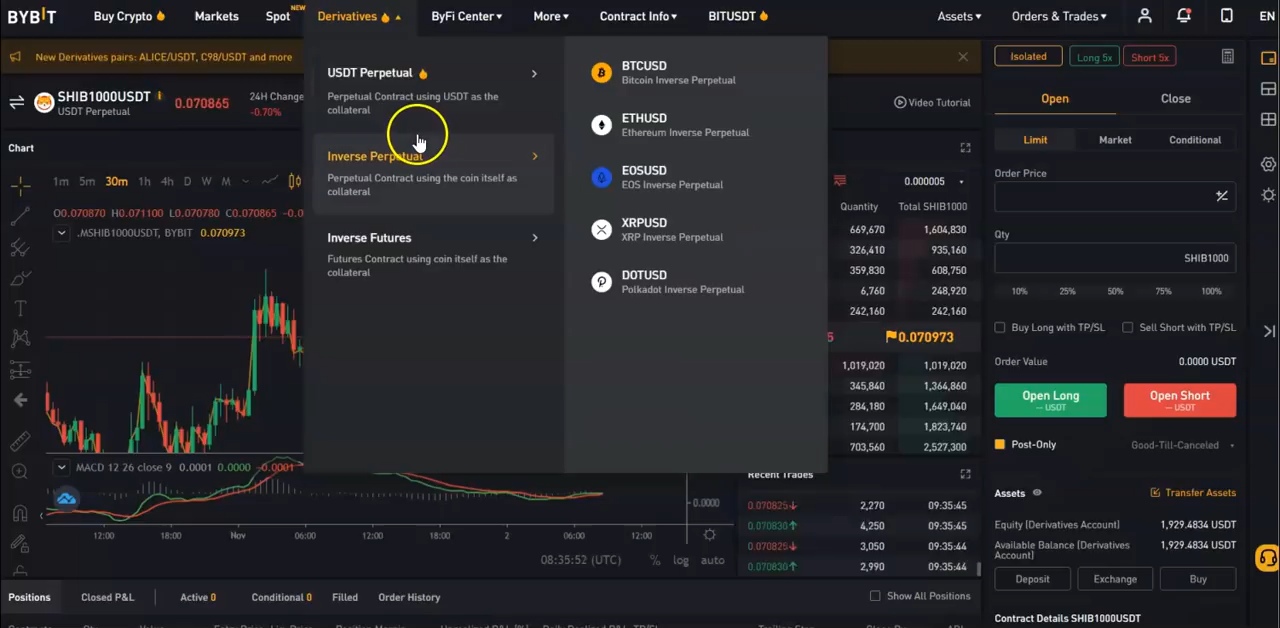 BYBIT
Buy Crypto
Markets
Spot
NEW
Derivatives
ByFi Center
More
Contract Info
BITUSDT
Assets
Orders & Trades
EN
New Derivatives pairs: ALICE/USDT, C98/USDT and more
SHIB1000USDT
USDT Perpetual
0.070865
24H Change
-0.70%
Video Tutorial
USDT Perpetual
Perpetual Contract using USDT as the
collateral
Inverse Perpetual
Perpetual Contract using the coin itself as
collateral
Inverse Futures
Futures Contract using coin itself as the
collateral
BTCUSD
Bitcoin Inverse Perpetual
ETHUSD
Ethereum Inverse Perpetual
EOSUSD
EOS Inverse Perpetual
XRPUSD
XRP Inverse Perpetual
DOTUSD
Polkadot Inverse Perpetual
Chart
1m 5m 30m 1h 4h D W M
O0.070870 H0.071100 L0.070780 C0.070865 -0.0
.MSHIB1000USDT, BYBIT 0.070973
MACD 12 26 close 9 0.0001 0.0000 -0.0001
0.0000
12:00 18:00 Nov 06:00 12:00 18:00 2 06:00 12:00
08:35:52 (UTC) % log auto
0.000005
Quantity Total SHIB1000
669,670 1,604,830
326,410 935,160
359,830 608,750
6,760 248,920
242,160 242,160
5 0.070973
1,019,020 1,019,020
345,840 1,364,860
284,180 1,649,040
174,700 1,823,740
703,560 2,527,300
Recent Trades
0.070825 2,270 09:35:45
0.070830 4,250 09:35:45
0.070825 3,050 09:35:44
0.070830 2,990 09:35:44
Isolated Long 5x Short 5x
Open Close
Limit Market Conditional
Order Price
Qty
SHIB1000
10% 25% 50% 75% 100%
Buy Long with TP/SL Sell Short with TP/SL
Order Value 0.0000 USDT
Open Long
-- USDT
Open Short
-- USDT
Post-Only Good-Till-Canceled
Assets Transfer Assets
Equity (Derivatives Account) 1,929.4834 USDT
Available Balance (Derivatives
Account)
1,929.4834 USDT
Deposit Exchange Buy
Contract Details SHIB1000USDT
Positions Closed P&L Active 0 Conditional 0 Filled Order History
Show All Positions